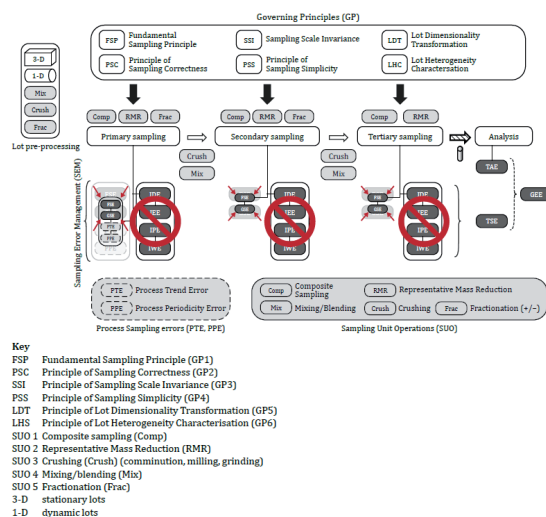 Governing Principles (GP)
FSP Fundamental Sampling Principle
SSI Sampling Scale Invariance
LDT Lot Dimensionality Transformation
PSC Principle of Sampling Correctness
PSS Principle of Sampling Simplicity
LHC Lot Heterogeneity Characterisation
3-D
1-D
Mix
Crush
Frac
Lot pre-processing
Comp RMR Frac
Comp RMR Frac
Comp RMR
Primary sampling
Secondary sampling
Tertiary sampling
Analysis
Crush
Mix
Crush
Mix
Sampling Error Management (SEM)
FSE
GSE
PTE
PPE
IDE
IEE
IPE
IWE
FSE
GSE
IDE
IEE
IPE
IWE
FSE
GSE
IDE
IEE
IPE
IWE
TAE
TSE
GEE
PTE Process Trend Error
PPE Process Periodicity Error
Process Sampling errors (PTE, PPE)
Comp Composite Sampling
RMR Representative Mass Reduction
Mix Mixing/blending
Crush Crushing
Frac Fractionation (+/−)
Sampling Unit Operations (SUO)
Key
FSP Fundamental Sampling Principle (GP1)
PSC Principle of Sampling Correctness (GP2)
SSI Principle of Sampling Scale Invariance (GP3)
PSS Principle of Sampling Simplicity (GP4)
LDT Principle of Lot Dimensionality Transformation (GP5)
LHS Principle of Lot Heterogeneity Characterisation (GP6)
SUO 1 Composite sampling (Comp)
SUO 2 Representative Mass Reduction (RMR)
SUO 3 Crushing (Crush) (comminution, milling, grinding)
SUO 4 Mixing/blending (Mix)
SUO 5 Fractionation (Frac)
3-D stationary lots
1-D dynamic lots